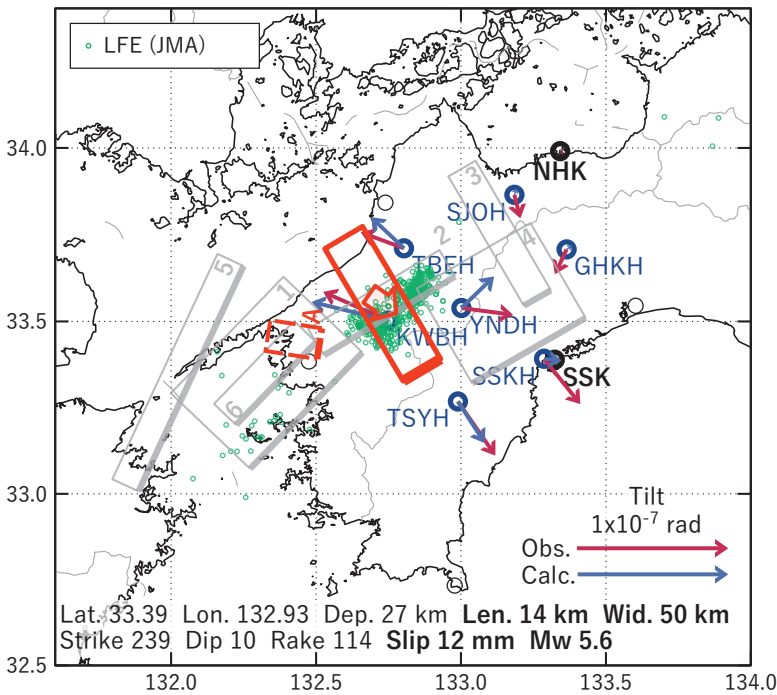 LFE (JMA)
34.0
33.5
33.0
32.5
132.0
132.5
133.0
133.5
134.0
NHK
SJOH
GHKH
TBEH
YNDH
KWBH
SSKH
SSK
TSYH
1
2
3
4
5
6
A
Tilt
1x10⁻⁷ rad
Obs.
Calc.
Lat. 33.39 Lon. 132.93 Dep. 27 km Len. 14 km Wid. 50 km
Strike 239 Dip 10 Rake 114 Slip 12 mm Mw 5.6